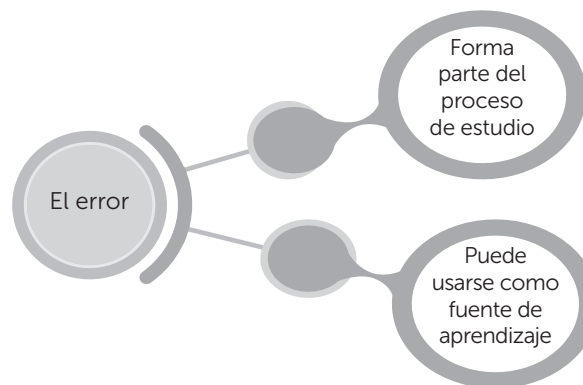 El error
Forma
parte del
proceso
de estudio
Puede
usarse como
fuente de
aprendizaje